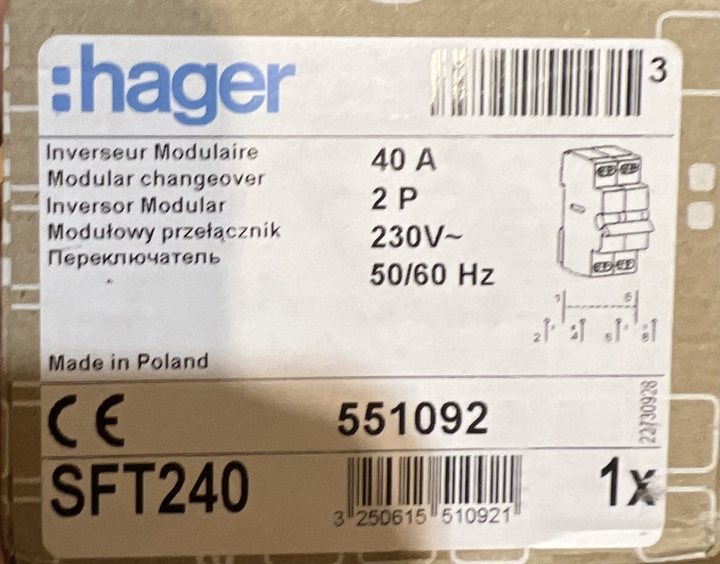 :hager
3
Inverseur Modulaire
Modular changeover
Inversor Modular
Modułowy przełącznik
Переключатель
40 A
2 P
230V~
50/60 Hz
Made in Poland
CE
551092
22/30928
SFT240
3 250615 510921
1x